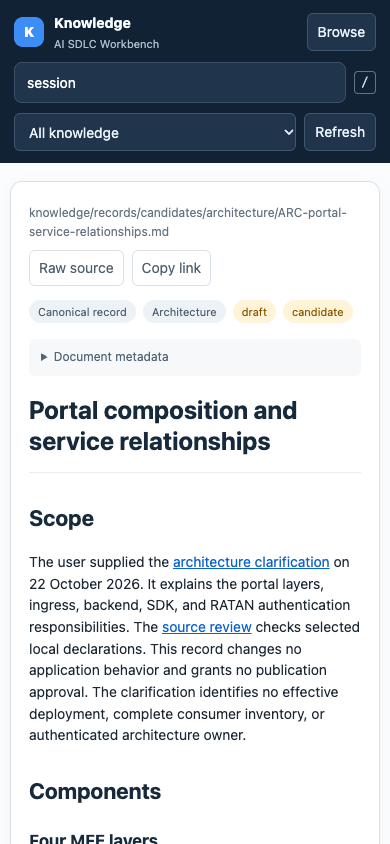 K
Knowledge
AI SDLC Workbench
Browse
session
/
All knowledge
Refresh
knowledge/records/candidates/architecture/ARC-portal-
service-relationships.md
Raw source
Copy link
Canonical record
Architecture
draft
candidate
Document metadata
Portal composition and
service relationships
Scope
The user supplied the architecture clarification on
22 October 2026. It explains the portal layers,
ingress, backend, SDK, and RATAN authentication
responsibilities. The source review checks selected
local declarations. This record changes no
application behavior and grants no publication
approval. The clarification identifies no effective
deployment, complete consumer inventory, or
authenticated architecture owner.
Components
Four MFE layers